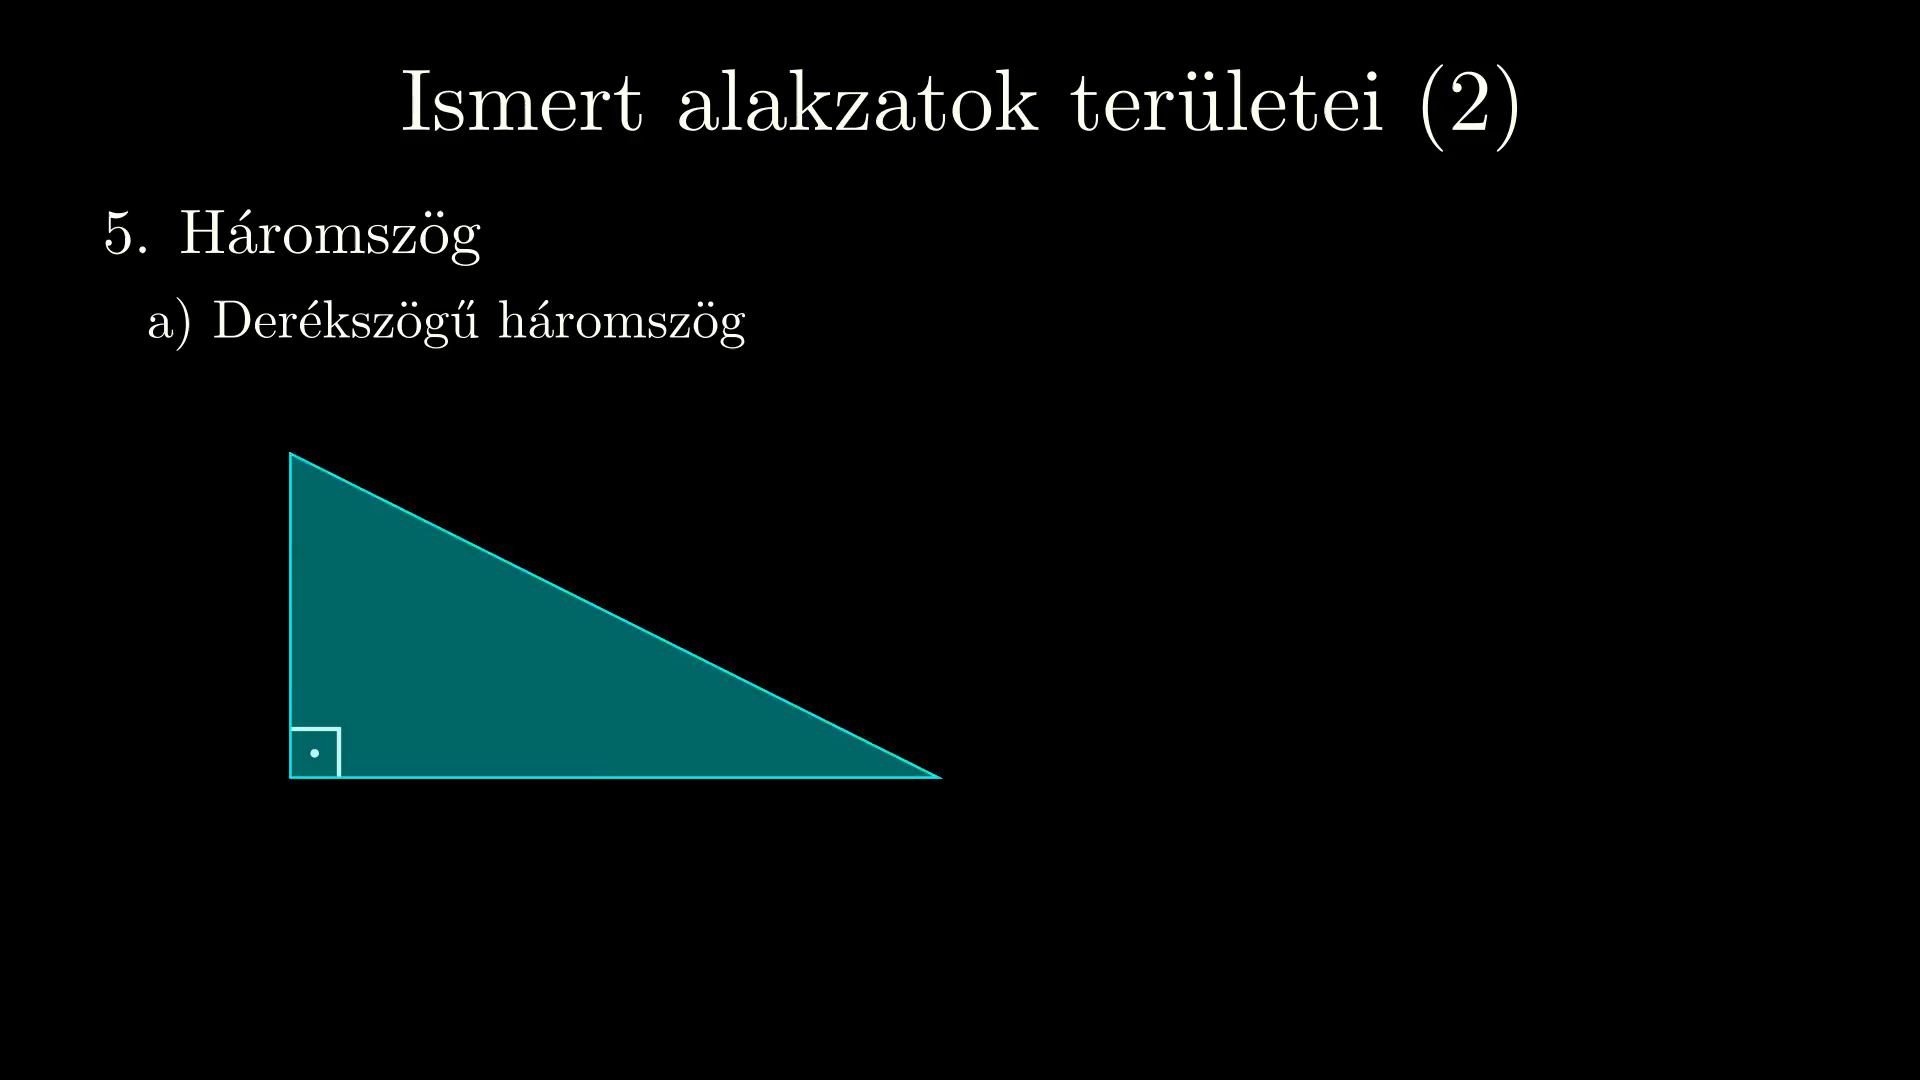 Ismert alakzatok területei (2)
5. Háromszög
a) Derékszögű háromszög